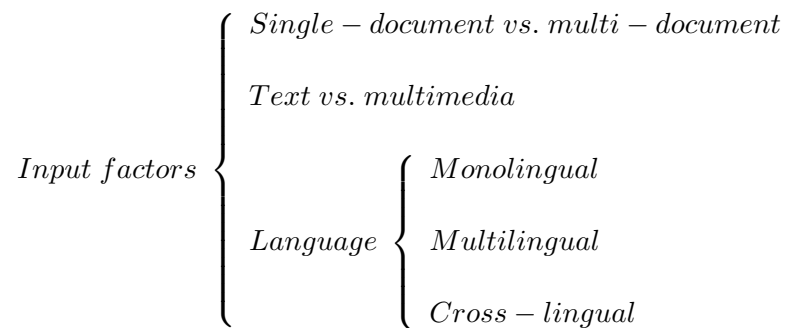 Single – document vs. multi – document
Text vs. multimedia
Input factors
Monolingual
Language
Multilingual
Cross – lingual